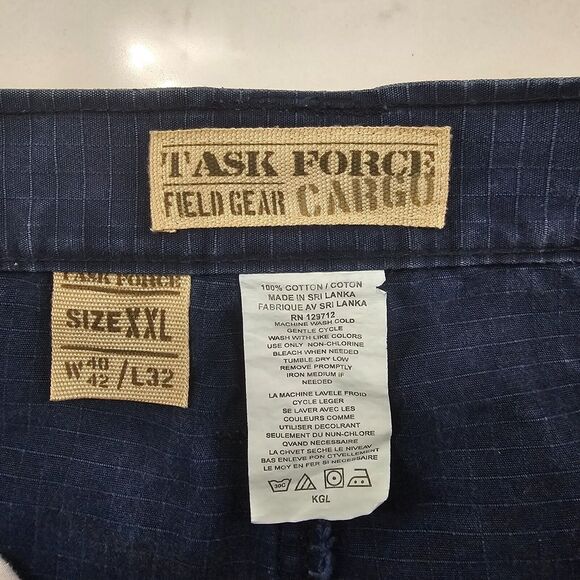 TASK FORCE
FIELD GEAR CARGO
TASK FORCE
SIZE XXL
W 40 42 / L32
100% COTTON / COTON
MADE IN SRI LANKA
FABRIQUE AV SRI LANKA
RN 129712
MACHINE WASH COLD
GENTLE CYCLE
WASH WITH LIKE COLORS
USE ONLY NON-CHLORINE
BLEACH WHEN NEEDED
TUMBLE DRY LOW
REMOVE PROMPTLY
IRON MEDIUM IF
NEEDED
LA MACHINE LAVELE FROID
CYCLE LEGER
SE LAVER AVEC LES
COULEURS COMME
UTILISER DECOLRANT
SEULEMENT DU NUN-CHLORE
QVAND NECESSAIRE
LA CHVET SECHE LE NIVEAV
BAS ENLEVE PON CTVELLEMENT
LE MOY EN FER SI NECESSAIRE
30C
KGL